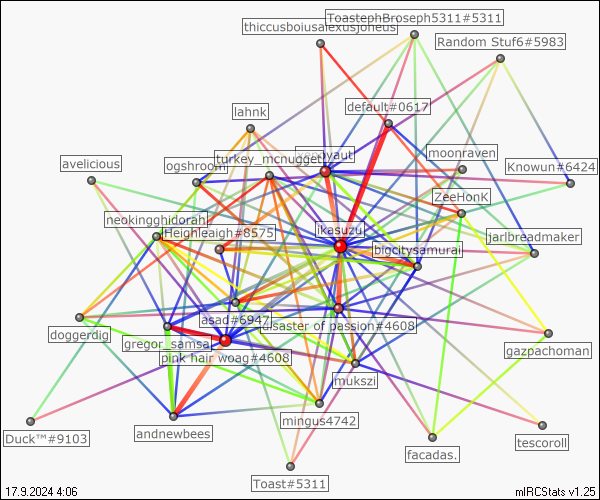 ToastephBroseph5311#5311
thiccusboiusalexusjoneus
Random Stuf6#5983
default#0617
lahnk
xenoyaut
turkey_mcnugget
moonraven
avelicious
ogshroom
Knowun#6424
ZeeHonK
neokingghidorah
Heighleaigh#8575
ikasuzu
jarlbreadmaker
bigcitysamurai
asad#6947
disaster of passion#4608
doggerdig
gregor_samsa
pink hair woag#4608
gazpachoman
mukszi
mingus4742
andnewbees
Duck™#9103
tescoroll
facadas.
Toast#5311
17.9.2024 4:06
mIRCStats v1.25